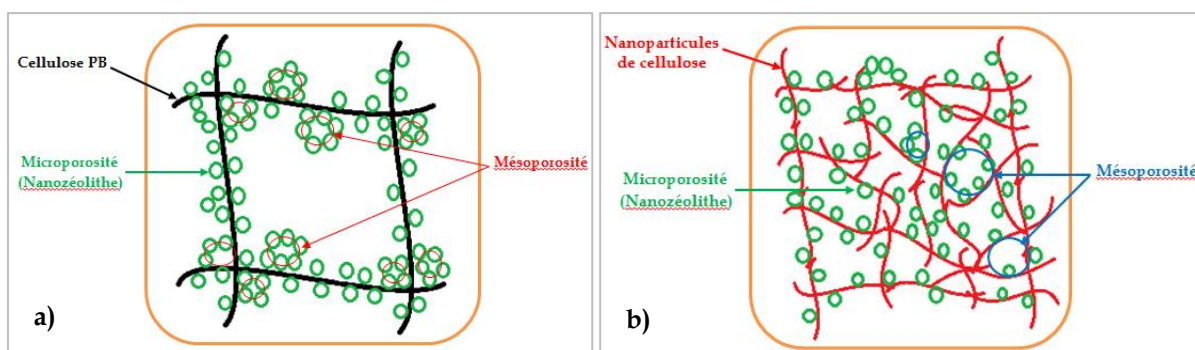 Cellulose PB
Microporosité
(Nanozéolithe)
Mésoporosité
a)
Nanoparticules
de cellulose
Microporosité
(Nanozéolithe)
Mésoporosité
b)